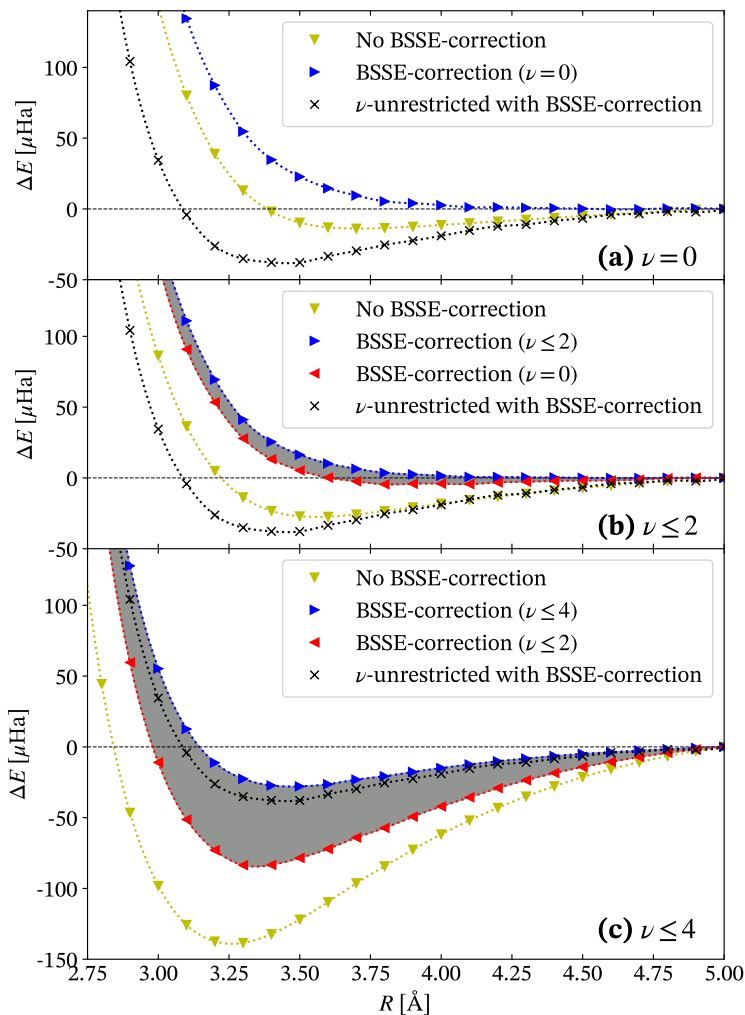 100
50
0
-50
ΔE [μHa]
No BSSE-correction
BSSE-correction (ν = 0)
ν-unrestricted with BSSE-correction
(a) ν = 0
100
50
0
-50
ΔE [μHa]
No BSSE-correction
BSSE-correction (ν ≤ 2)
BSSE-correction (ν = 0)
ν-unrestricted with BSSE-correction
(b) ν ≤ 2
100
50
0
-50
-100
-150
ΔE [μHa]
No BSSE-correction
BSSE-correction (ν ≤ 4)
BSSE-correction (ν ≤ 2)
ν-unrestricted with BSSE-correction
(c) ν ≤ 4
2.75 3.00 3.25 3.50 3.75 4.00 4.25 4.50 4.75 5.00
R [Å]